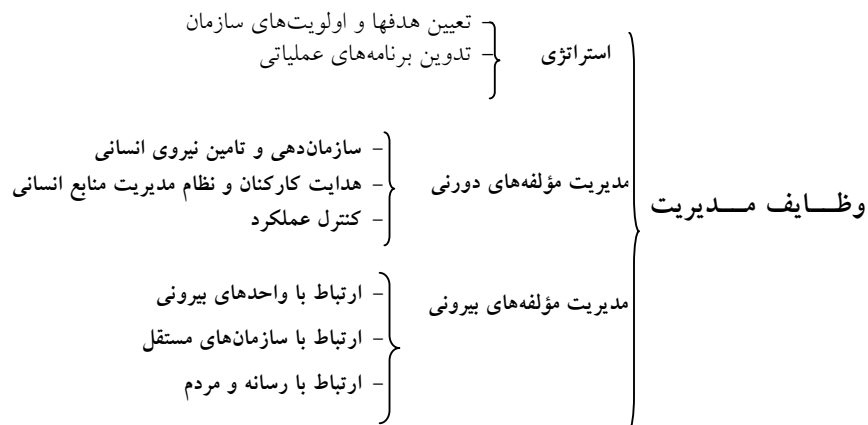 وظــــایف مــــدیریت
استراتژی
- تعیین هدفها و اولویت‌های سازمان
- تدوین برنامه‌های عملیاتی
مدیریت مؤلفه‌های دورنی
- سازمان‌دهی و تامین نیروی انسانی
- هدایت کارکنان و نظام مدیریت منابع انسانی
- کنترل عملکرد
مدیریت مؤلفه‌های بیرونی
- ارتباط با واحدهای بیرونی
- ارتباط با سازمان‌های مستقل
- ارتباط با رسانه و مردم